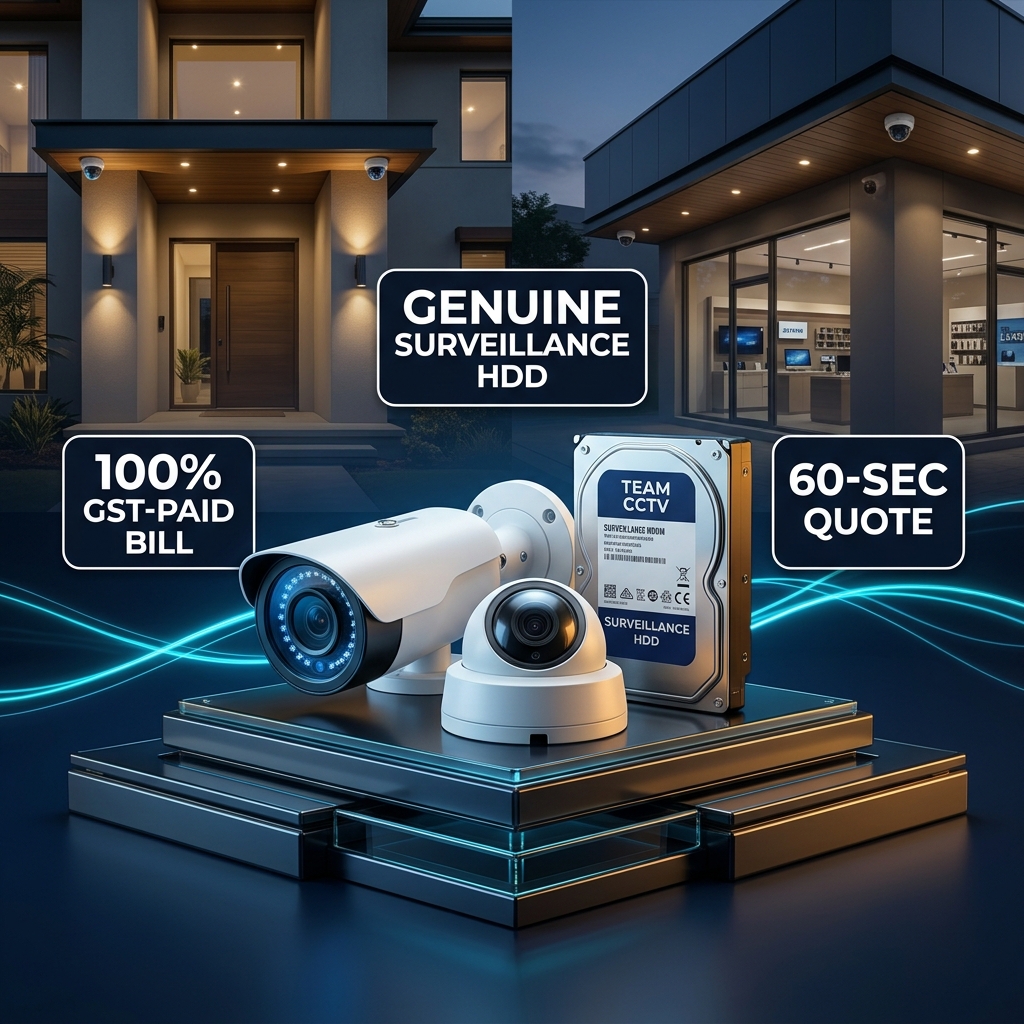 GENUINE
SURVEILLANCE
HDD
100%
GST-PAID
BILL
60-SEC
QUOTE
TEAM
CCTV
SURVEILLANCE
HDD